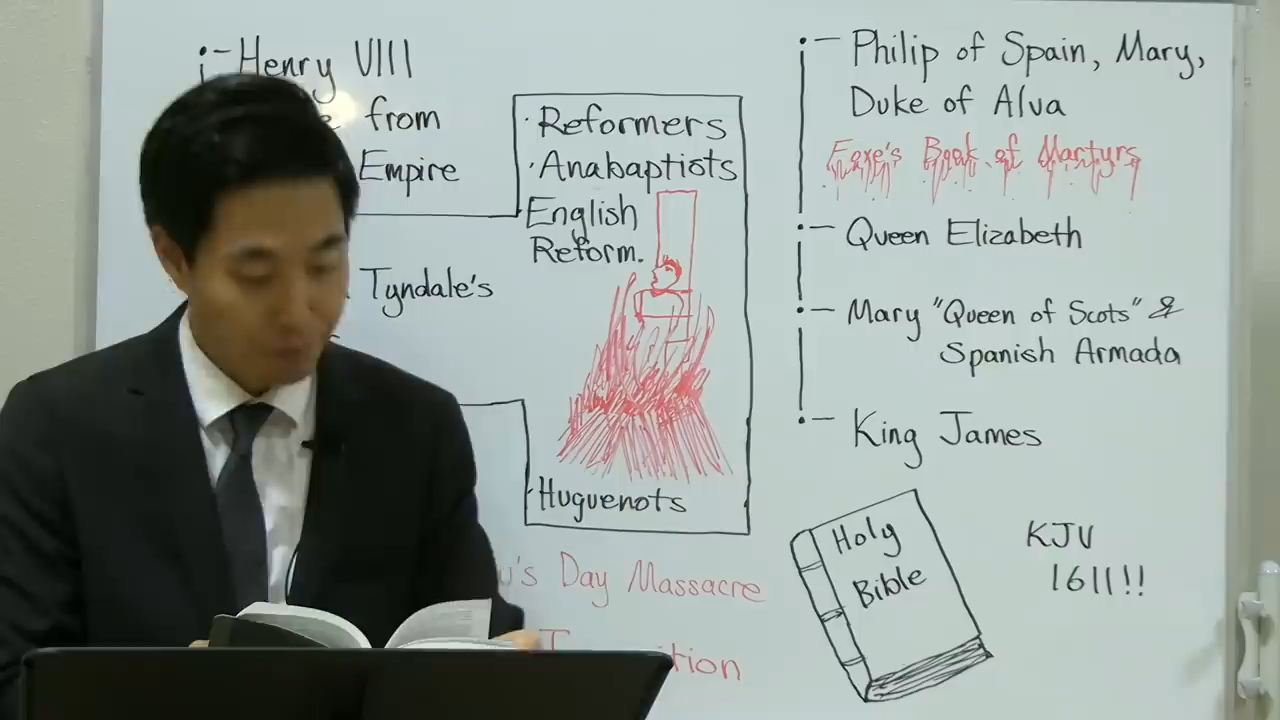 Henry VIII
from
Empire
Tyndale's
· Reformers
· Anabaptists
English
Reform.
· Huguenots
's Day Massacre
I tion
Philip of Spain, Mary,
Duke of Alva
Foxe's Book of Martyrs
Queen Elizabeth
Mary "Queen of Scots" &
Spanish Armada
King James
Holy
Bible
KJV
1611!!